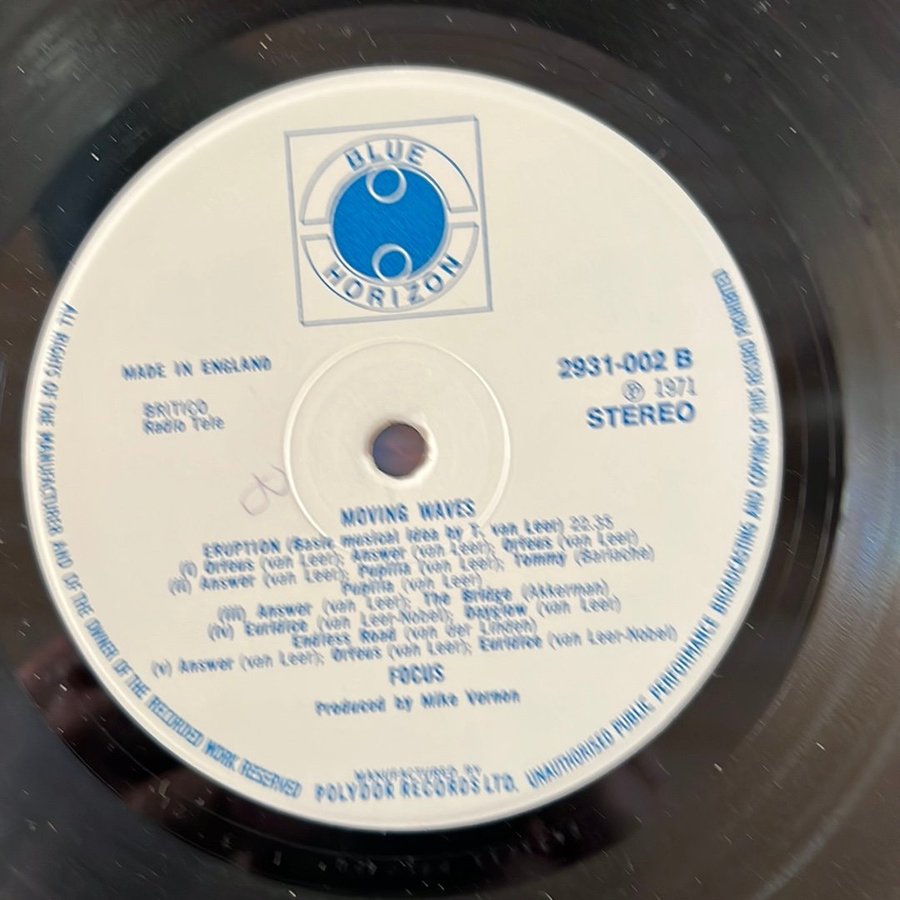 BLUE
HORIZON
MADE IN ENGLAND
BRITICO
Radio Tele
2931-002 B
℗ 1971
STEREO
MOVING WAVES
ERUPTION (Basic musical idea by T. van Leer) 22.35
(i) Orfeus (van Leer); Answer (van Leer); Orfeus (van Leer)
(ii) Answer (van Leer); Pupilla (van Leer); Tommy (Barlache)
Pupilla (van Leer)
(iii) Answer (van Leer); The Bridge (Akkerman)
(iv) Euridice (van Leer-Nobel); Dayglow (van Leer)
Endless Road (van der Linden)
(v) Answer (van Leer); Orfeus (van Leer); Euridice (van Leer-Nobel)
FOCUS
Produced by Mike Vernon
MANUFACTURED BY
POLYDOR RECORDS LTD.
ALL RIGHTS OF THE MANUFACTURER AND OF THE OWNER OF THE RECORDED WORK RESERVED
UNAUTHORISED PUBLIC PERFORMANCE BROADCASTING AND COPYING OF THIS RECORD PROHIBITED